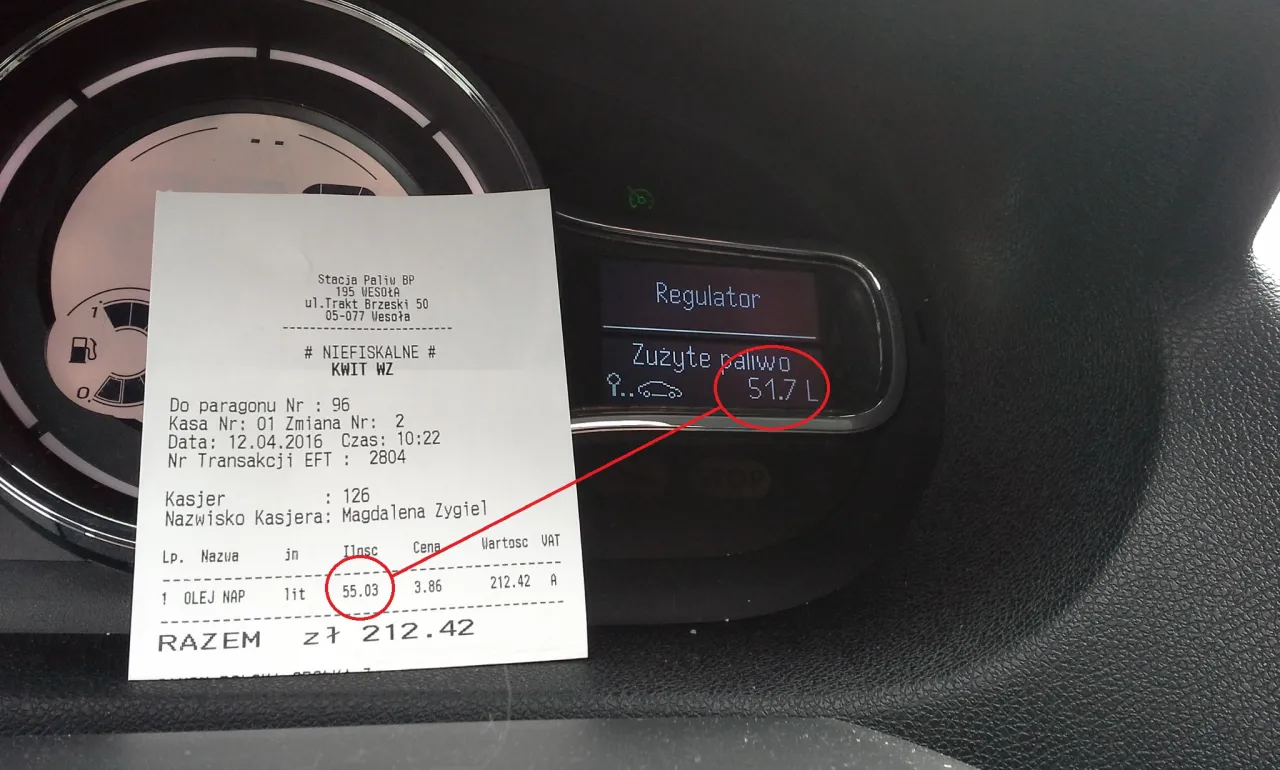 Stacja Paliw BP
195 WESOŁA
ul.Trakt Brzeski 50
05-077 Wesoła
# NIEFISKALNE #
KWIT WZ
Do paragonu Nr : 96
Kasa Nr: 01 Zmiana Nr: 2
Data: 12.04.2016 Czas: 10:22
Nr Transakcji EFT : 2804
Kasjer : 126
Nazwisko Kasjera: Magdalena Zygiel
Lp. Nazwa jn Ilosc Cena Wartosc VAT
1 OLEJ NAP lit 55.03 3.86 212.42 A
RAZEM zł 212.42
Regulator
Zużyte paliwo
51.7 L
1
0